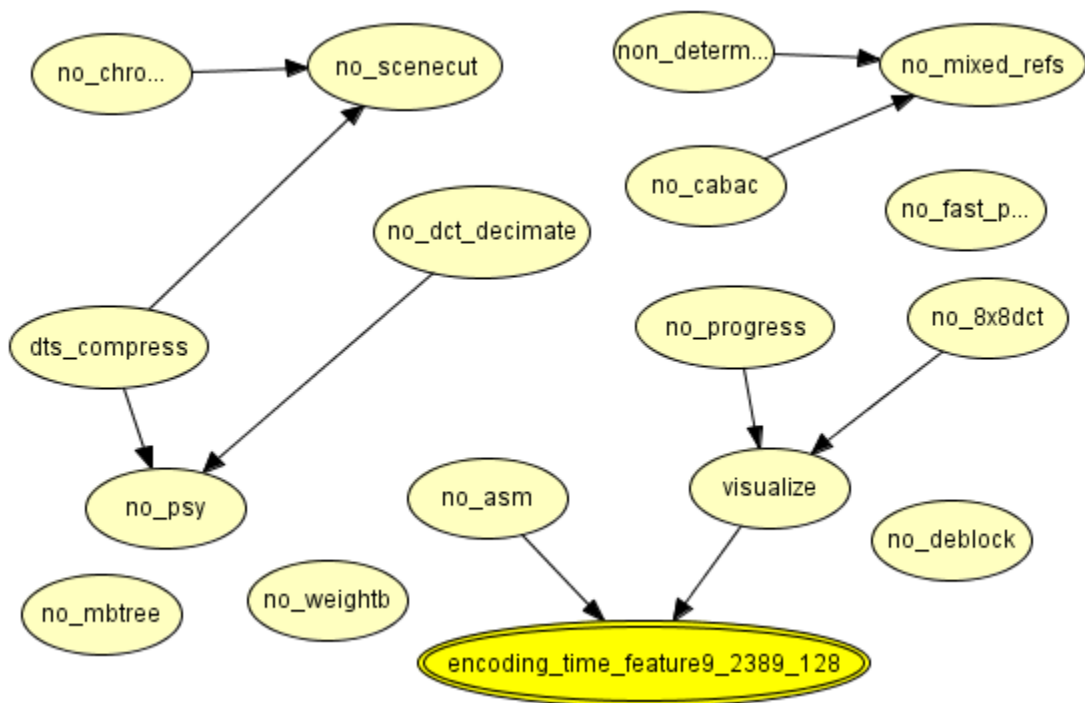 no_chro...
no_scenecut
non_determ...
no_mixed_refs
no_cabac
no_fast_p...
no_dct_decimate
dts_compress
no_progress
no_8x8dct
no_psy
no_asm
visualize
no_deblock
no_mbtree
no_weightb
encoding_time_feature9_2389_128